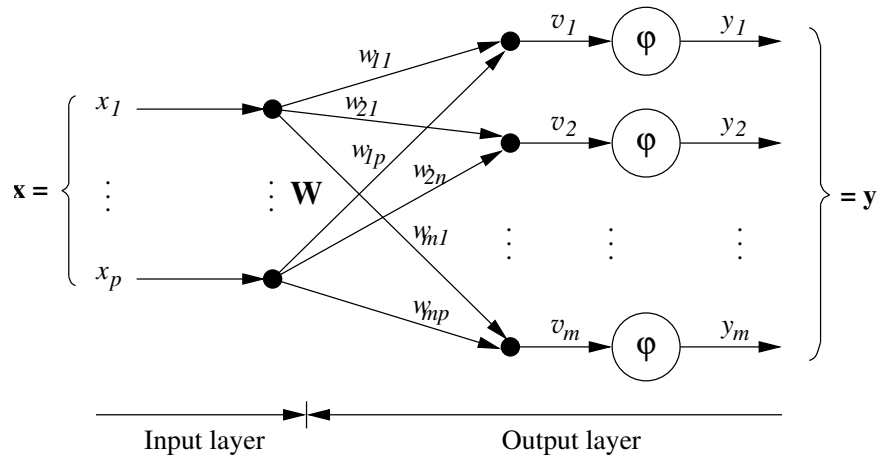 v1 φ y1
w11
x1 w21 v2 φ y2
w1p
w2n
x = W = y
wm1
xp
wmp vm φ ym
Input layer Output layer